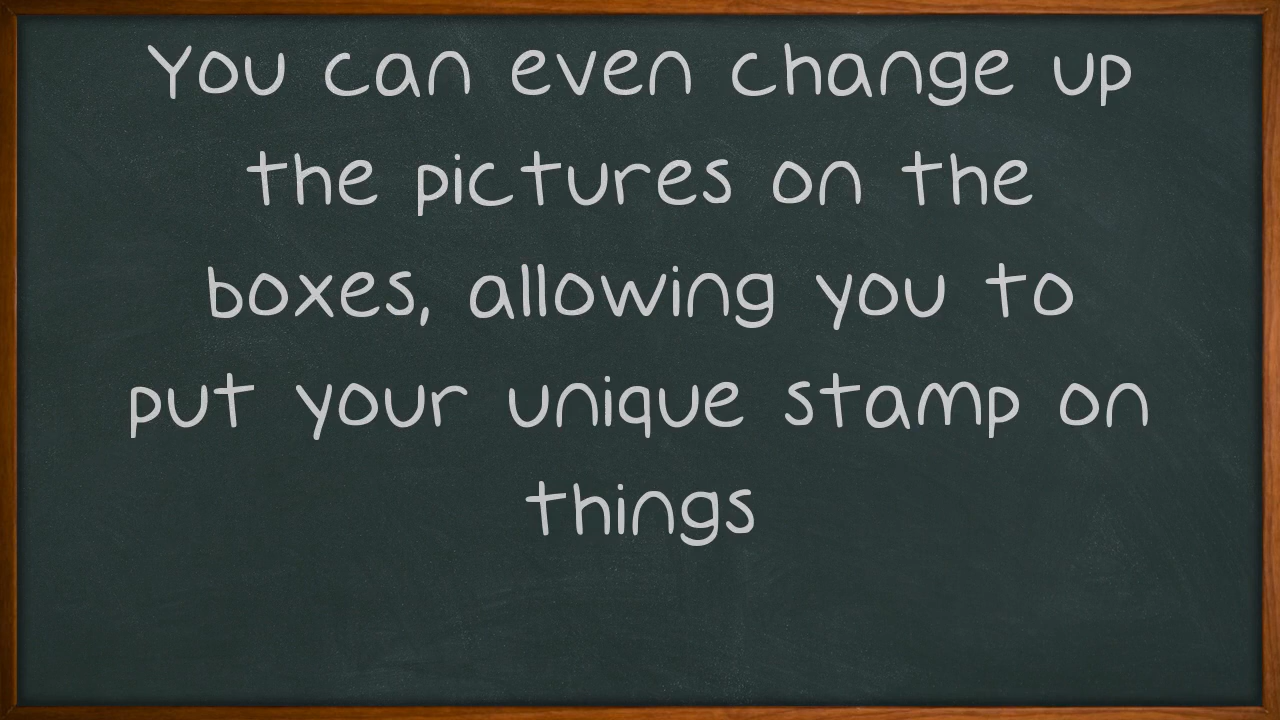 You can even change up
the pictures on the
boxes, allowing you to
put your unique stamp on
things